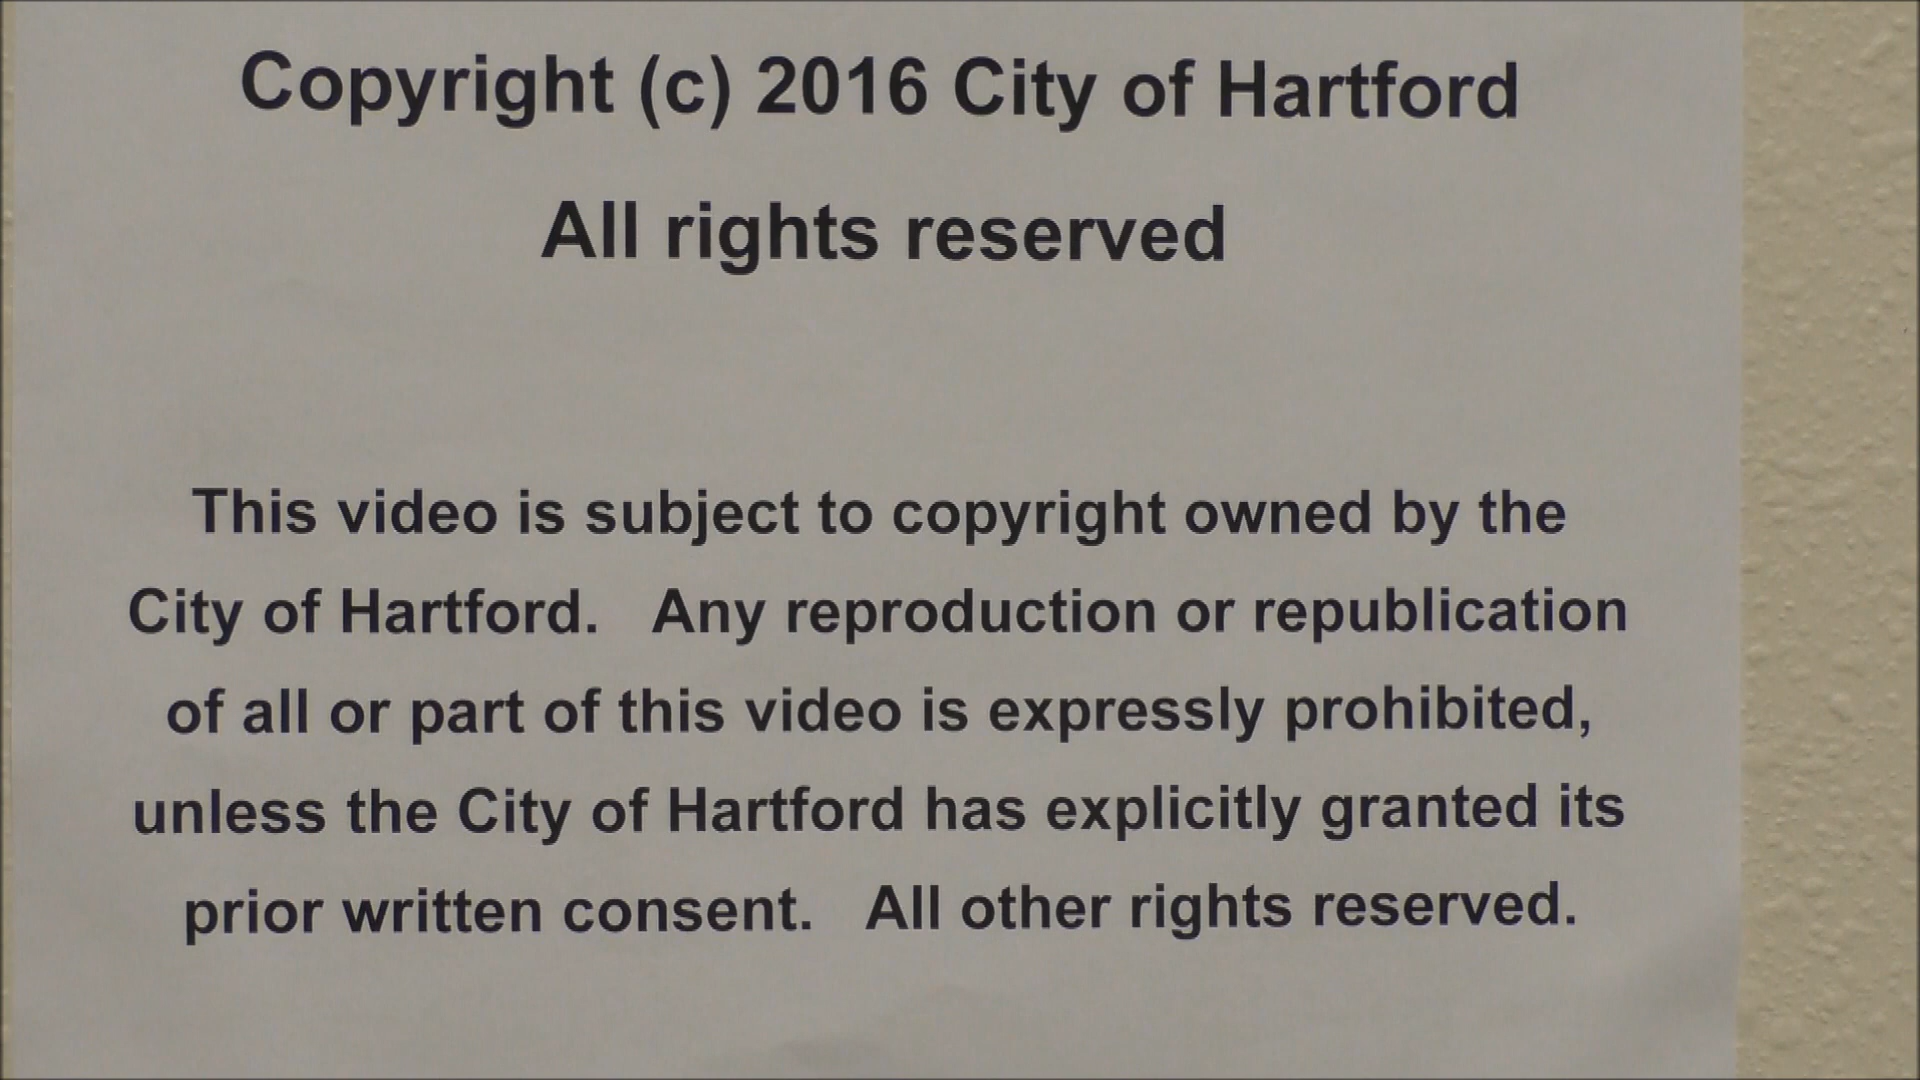 Copyright (c) 2016 City of Hartford
All rights reserved
This video is subject to copyright owned by the
City of Hartford.   Any reproduction or republication
of all or part of this video is expressly prohibited,
unless the City of Hartford has explicitly granted its
prior written consent.   All other rights reserved.